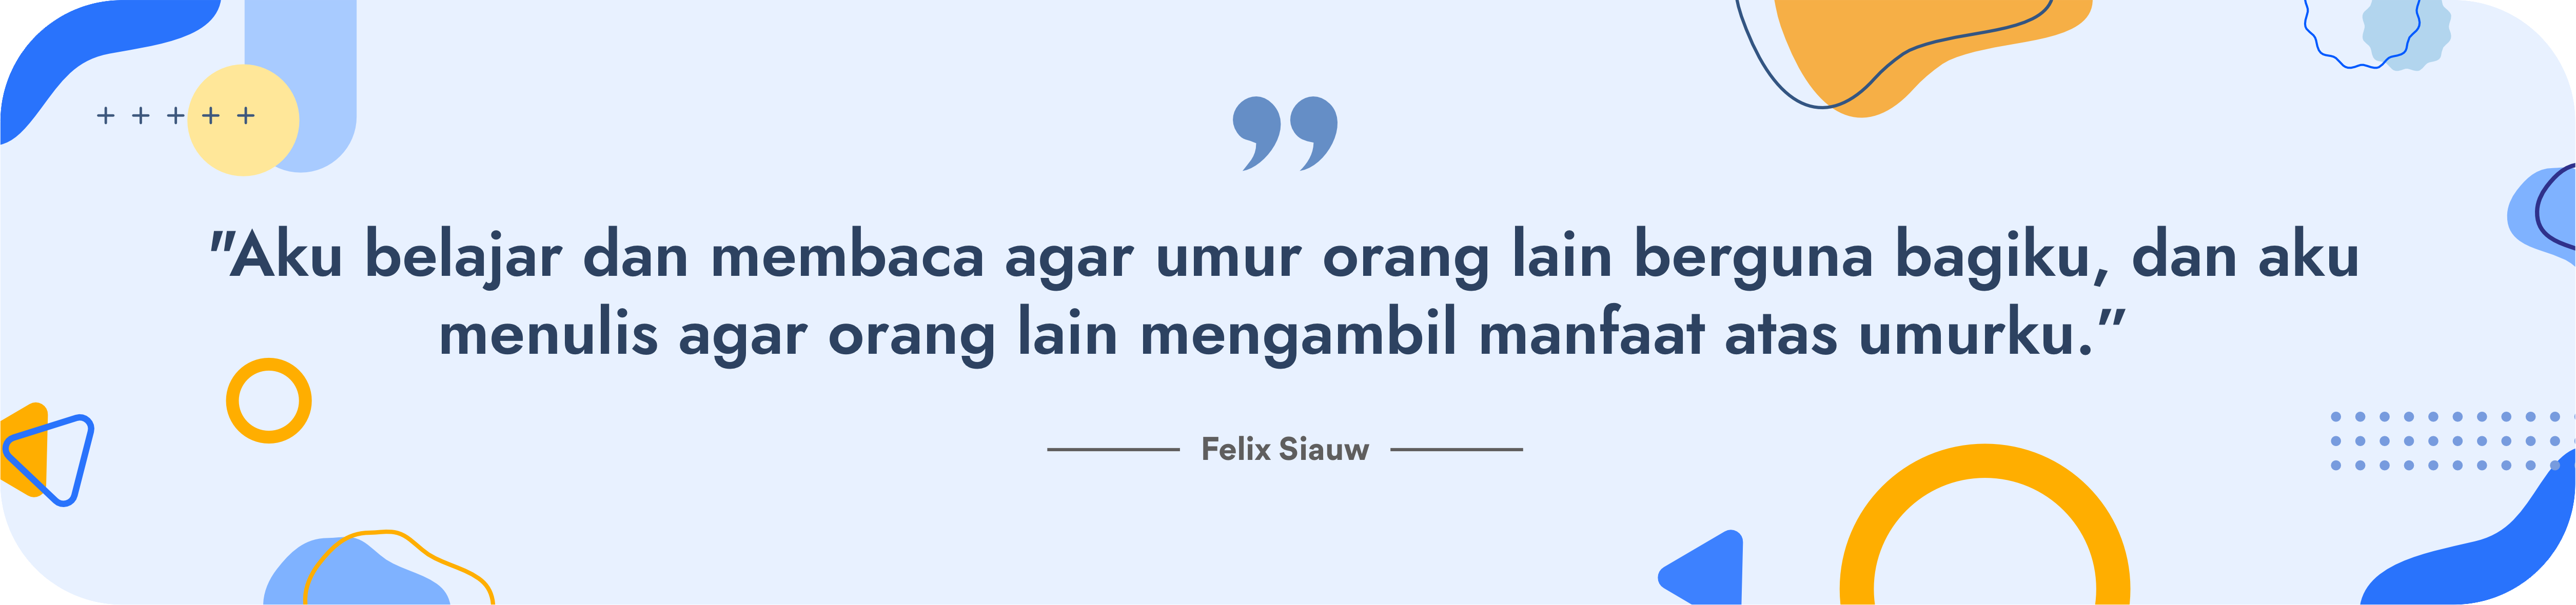 "Aku belajar dan membaca agar umur orang lain berguna bagiku, dan aku
menulis agar orang lain mengambil manfaat atas umurku.”
Felix Siauw